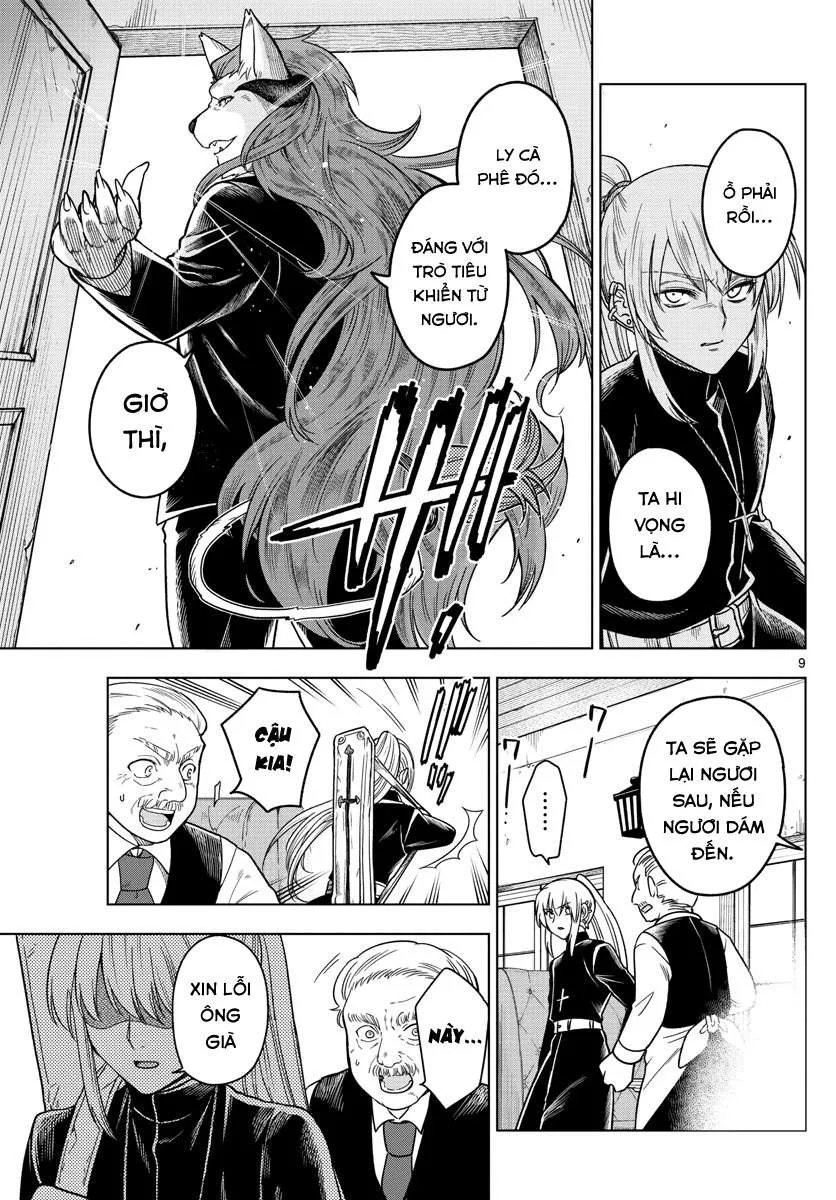 Ồ PHẢI
RỒI...
TA HI
VỌNG
LÀ...
LY CÀ
PHÊ ĐÓ...
ĐÁNG VỚI
TRÒ TIÊU
KHIỂN TỪ
NGƯƠI.
GIỜ
THÌ,
9
TA SẼ GẶP
LẠI NGƯƠI
SAU, NẾU
NGƯƠI DÁM
ĐẾN.
......
CẬU
KIA!
NÀY...
XIN LỖI
ÔNG
GIÀ